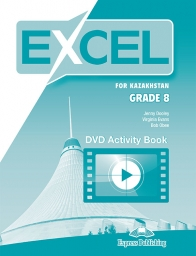 EXCEL
FOR KAZAKHSTAN
GRADE 8
Jenny Dooley
Virginia Evans
Bob Obee
DVD Activity Book
Express Publishing